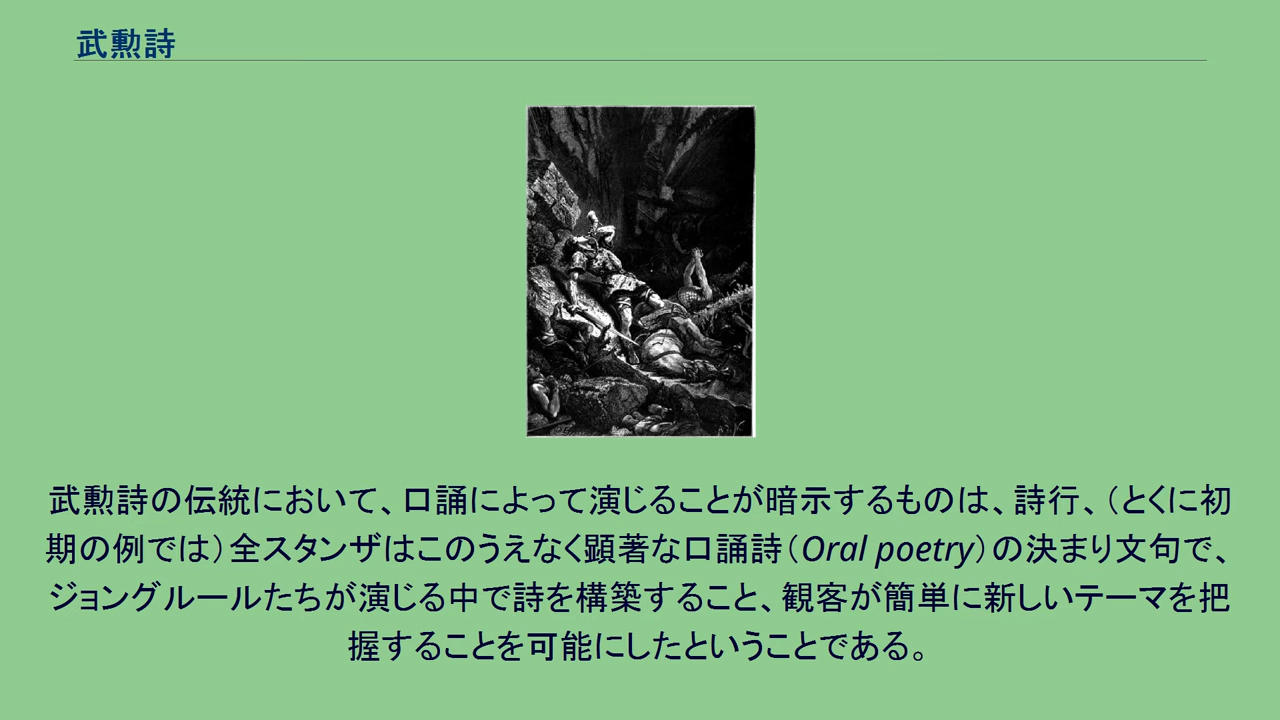 武勲詩
武勲詩の伝統において、口誦によって演じることが暗示するものは、詩行、（とくに初
期の例では）全スタンザはこのうえなく顕著な口誦詩（Oral poetry）の決まり文句で、
ジョングルールたちが演じる中で詩を構築すること、観客が簡単に新しいテーマを把
握することを可能にしたということである。